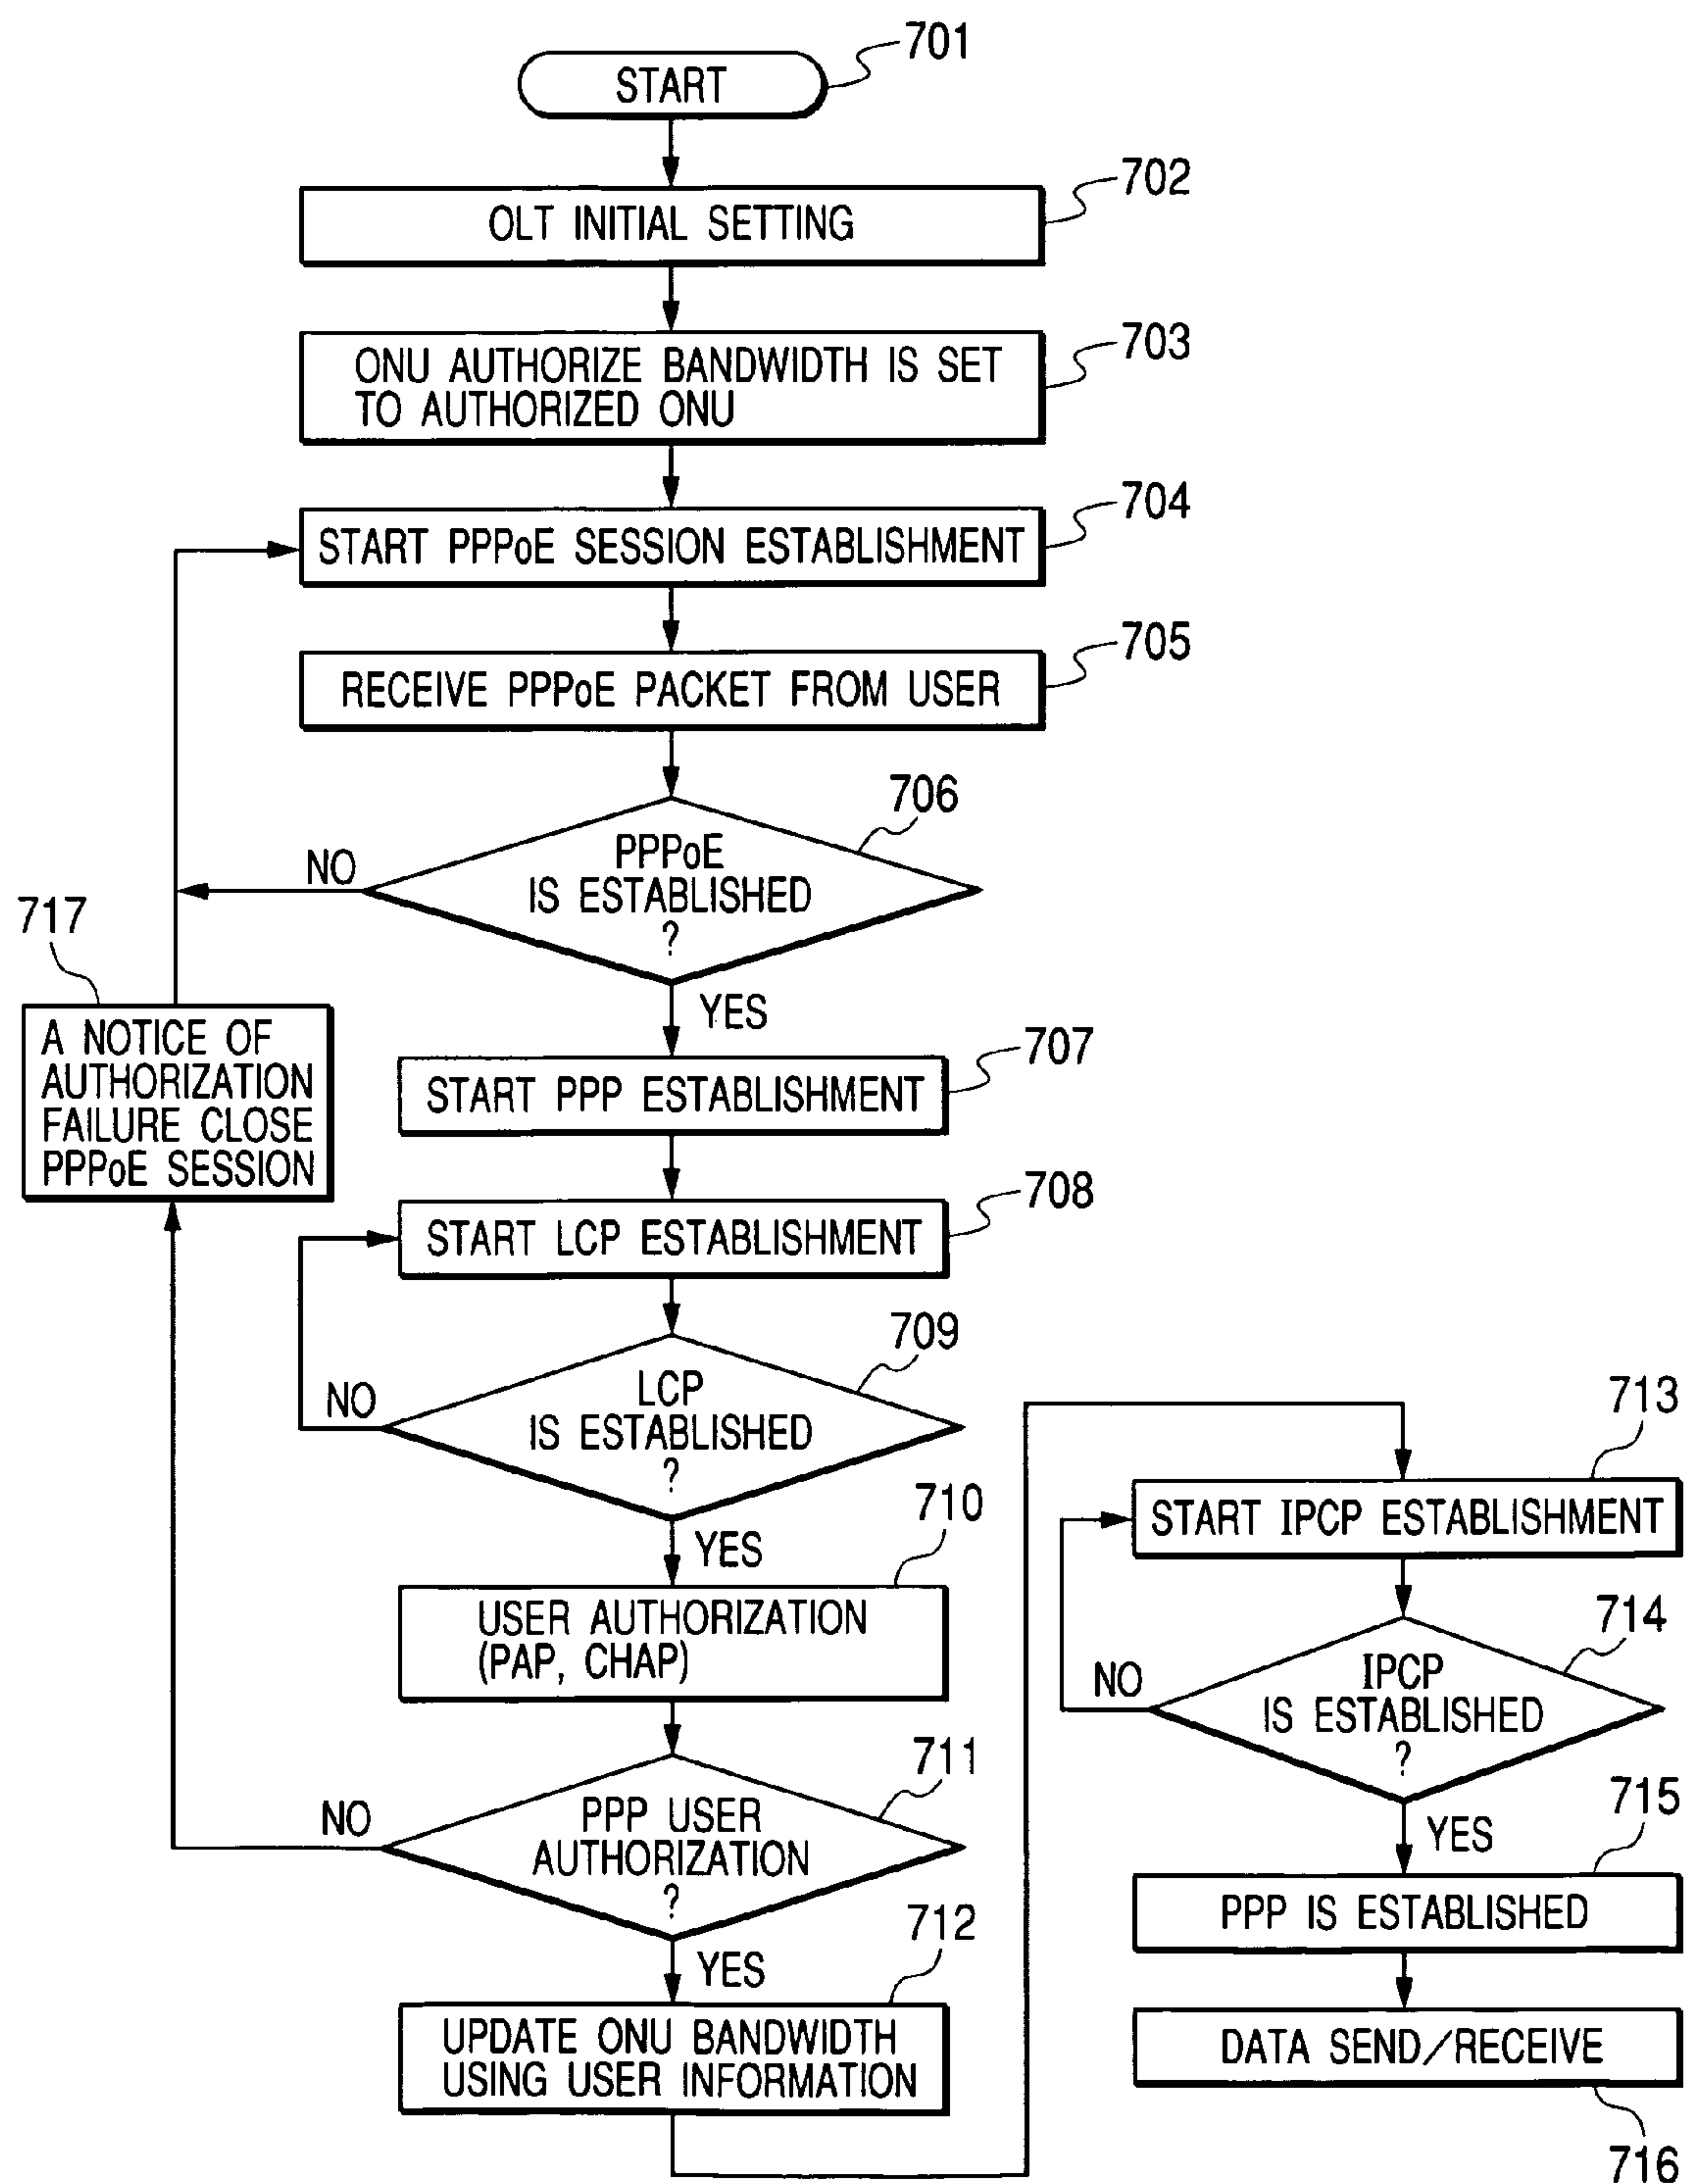 701
START
702
OLT INITIAL SETTING
703
ONU AUTHORIZE BANDWIDTH IS SET
TO AUTHORIZED ONU
704
START PPPoE SESSION ESTABLISHMENT
705
RECEIVE PPPoE PACKET FROM USER
706
PPPoE
IS ESTABLISHED
?
NO
YES
717
A NOTICE OF
AUTHORIZATION
FAILURE CLOSE
PPPoE SESSION
707
START PPP ESTABLISHMENT
708
START LCP ESTABLISHMENT
709
LCP
IS ESTABLISHED
?
NO
YES
710
USER AUTHORIZATION
(PAP, CHAP)
711
PPP USER
AUTHORIZATION
?
NO
YES
712
UPDATE ONU BANDWIDTH
USING USER INFORMATION
713
START IPCP ESTABLISHMENT
714
IPCP
IS ESTABLISHED
?
NO
YES
715
PPP IS ESTABLISHED
DATA SEND/RECEIVE
716